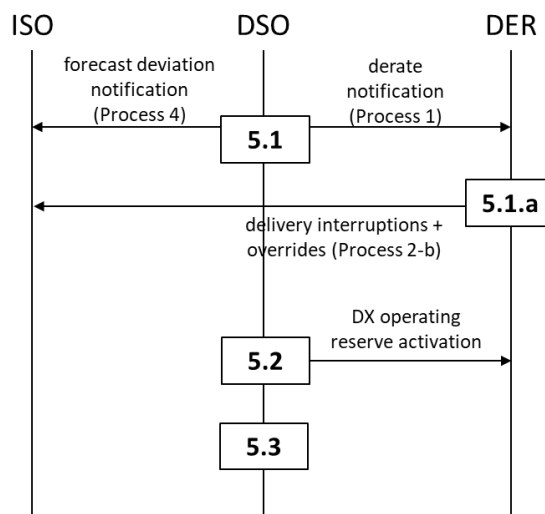 ISO
DSO
DER
forecast deviation
notification
(Process 4)
derate
notification
(Process 1)
5.1
5.1.a
delivery interruptions +
overrides (Process 2-b)
DX operating
reserve activation
5.2
5.3